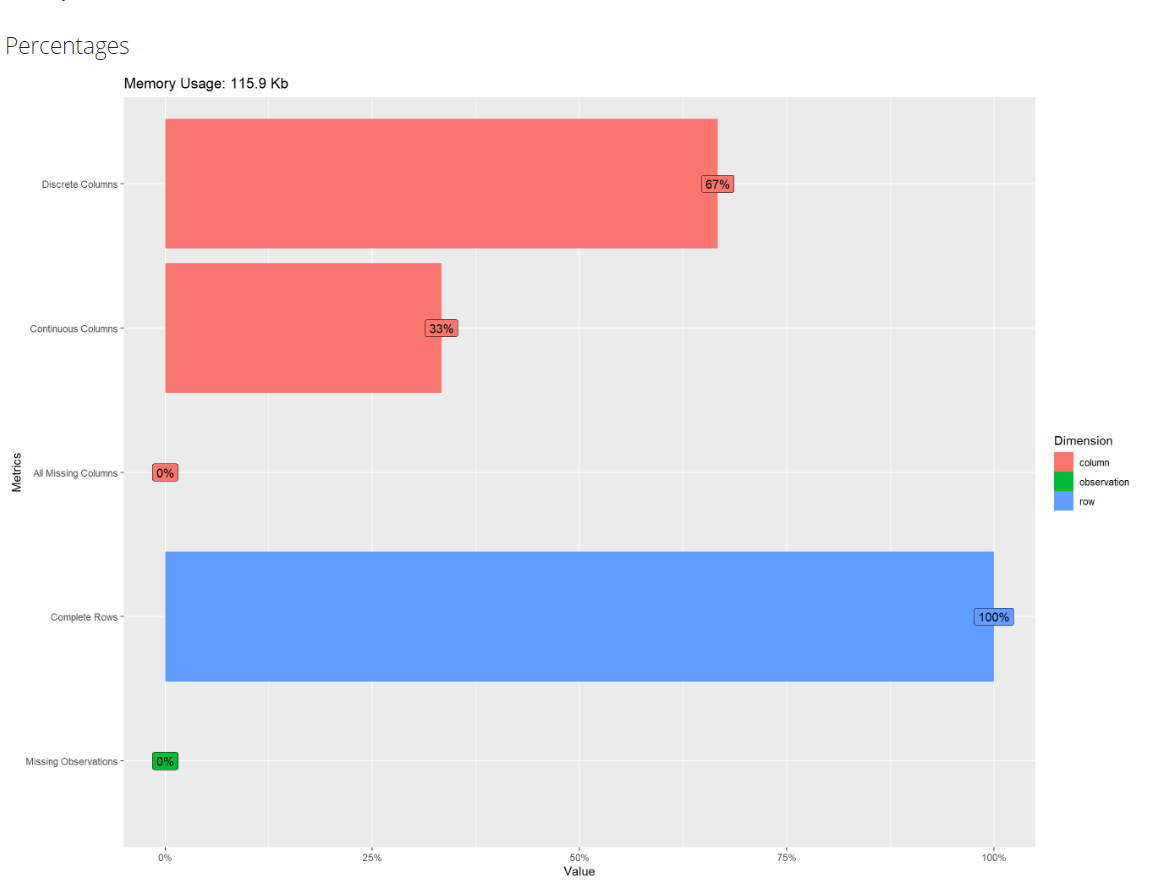 Percentages
Memory Usage: 115.9 Kb
Discrete Columns
67%
Continuous Columns
33%
All Missing Columns
0%
Complete Rows
100%
Missing Observations
0%
Metrics
0%
25%
50%
75%
100%
Value
Dimension
column
observation
row